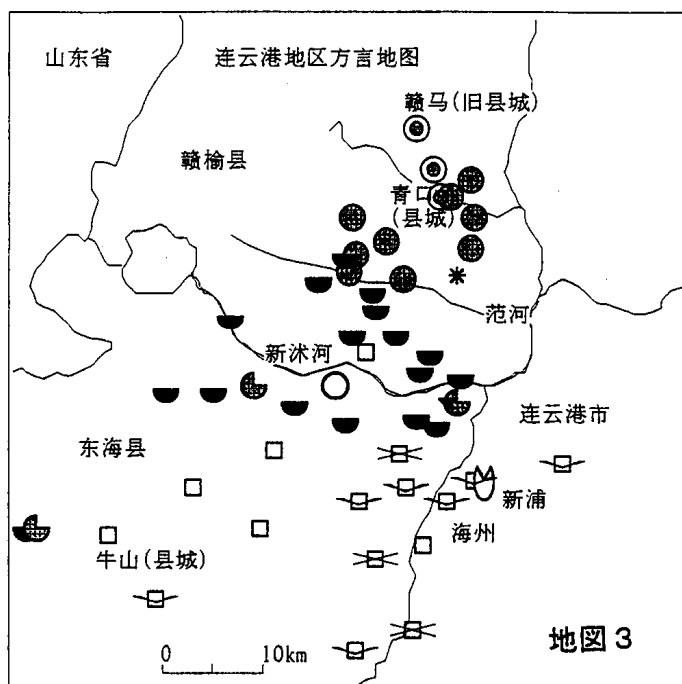 山东省
连云港地区方言地图
赣马(旧县城)
赣榆县
青口
(县城)
范河
新沭河
连云港市
东海县
新浦
海州
牛山(县城)
0 10km
地図3